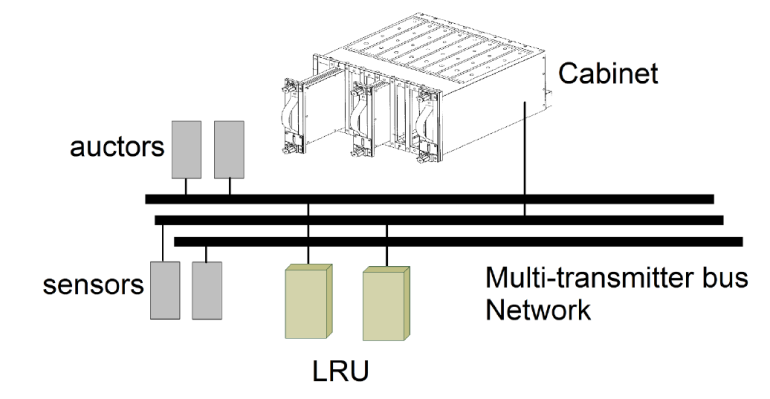 Cabinet
auctors
sensors
Multi-transmitter bus
Network
LRU